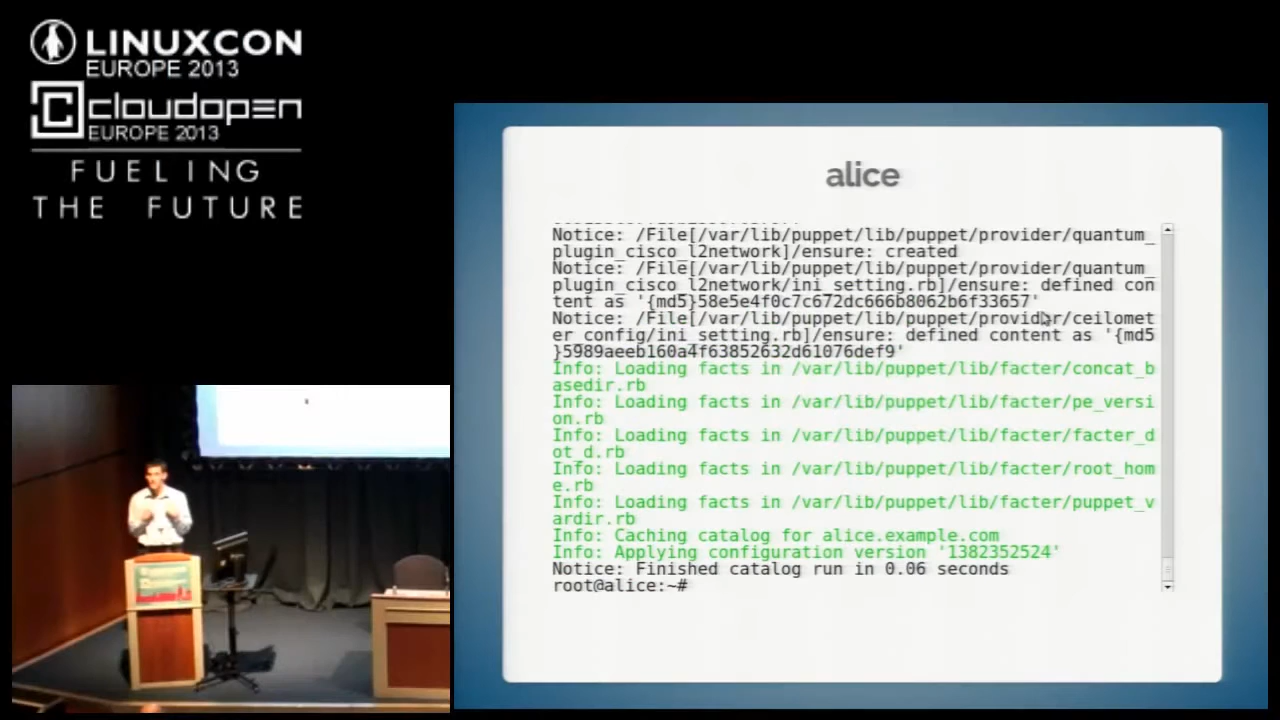 LINUXCON
EUROPE 2013
cloudopen
EUROPE 2013
FUELING
THE FUTURE
alice
Notice: /File[/var/lib/puppet/lib/puppet/provider/quantum_
plugin_cisco_l2network]/ensure: created
Notice: /File[/var/lib/puppet/lib/puppet/provider/quantum_
plugin_cisco_l2network/ini_setting.rb]/ensure: defined con
tent as '{md5}58e5e4f0c7c672dc666b8062b6f33657'
Notice: /File[/var/lib/puppet/lib/puppet/provider/ceilomet
er_config/ini_setting.rb]/ensure: defined content as '{md5
}5989aeeb160a4f63852632d61076def9'
Info: Loading facts in /var/lib/puppet/lib/facter/concat_b
asedir.rb
Info: Loading facts in /var/lib/puppet/lib/facter/pe_versi
on.rb
Info: Loading facts in /var/lib/puppet/lib/facter/facter_d
ot_d.rb
Info: Loading facts in /var/lib/puppet/lib/facter/root_hom
e.rb
Info: Loading facts in /var/lib/puppet/lib/facter/puppet_v
ardir.rb
Info: Caching catalog for alice.example.com
Info: Applying configuration version '1382352524'
Notice: Finished catalog run in 0.06 seconds
root@alice:~#